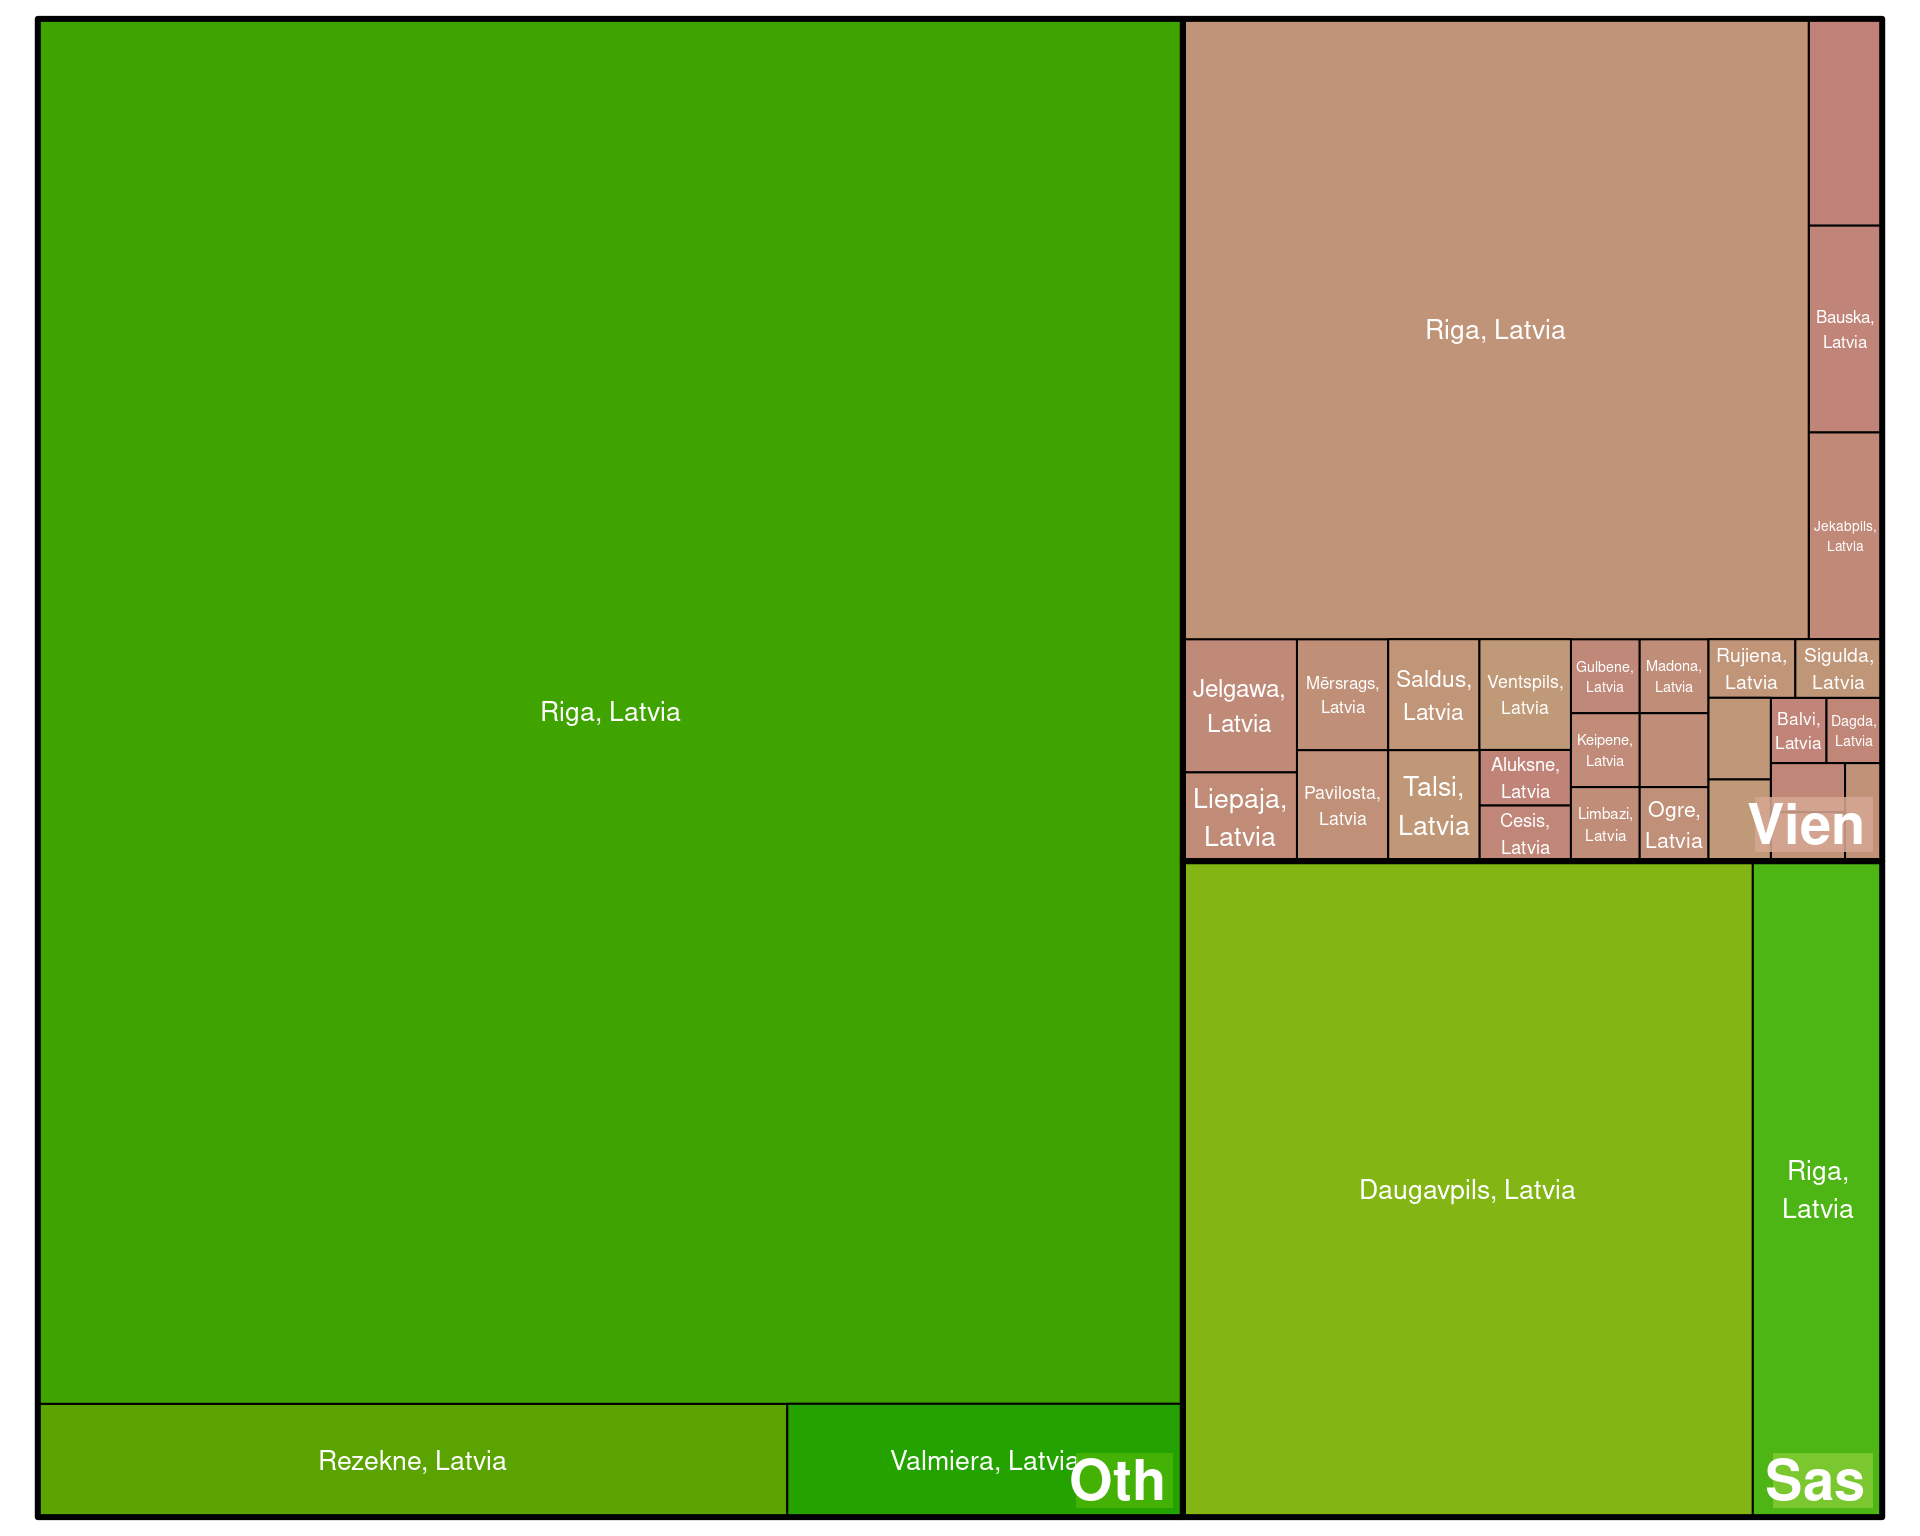 Riga, Latvia
Rezekne, Latvia
Valmiera, Latvia
Oth
Riga, Latvia
Bauska,
Latvia
Jekabpils,
Latvia
Jelgawa,
Latvia
Liepaja,
Latvia
Mērsrags,
Latvia
Pavilosta,
Latvia
Saldus,
Latvia
Talsi,
Latvia
Ventspils,
Latvia
Aluksne,
Latvia
Cesis,
Latvia
Gulbene,
Latvia
Keipene,
Latvia
Limbazi,
Latvia
Madona,
Latvia
Ogre,
Latvia
Rujiena,
Latvia
Sigulda,
Latvia
Balvi,
Latvia
Dagda,
Latvia
Vien
Daugavpils, Latvia
Riga,
Latvia
Sas